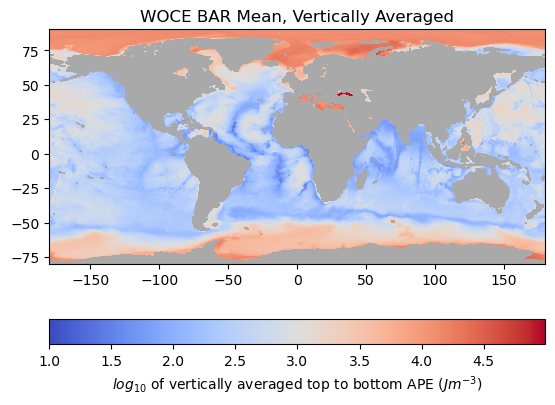 WOCE BAR Mean, Vertically Averaged
75
50
25
0
−25
−50
−75
−150 −100 −50 0 50 100 150
1.0 1.5 2.0 2.5 3.0 3.5 4.0 4.5
log₁₀ of vertically averaged top to bottom APE (Jm⁻³)